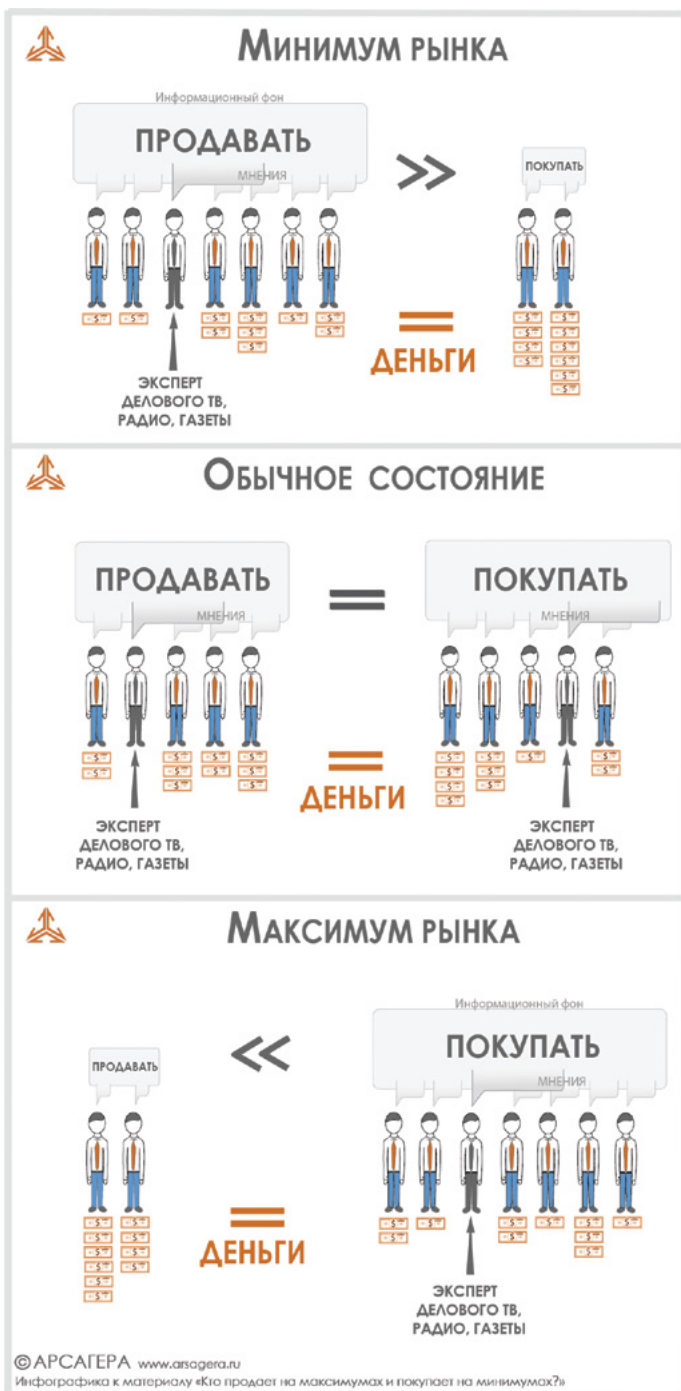 Минимум рынка
Информационный фон
ПРОДАВАТЬ
МНЕНИЯ
>>
ПОКУПАТЬ
=
ДЕНЬГИ
ЭКСПЕРТ
ДЕЛОВОГО ТВ,
РАДИО, ГАЗЕТЫ
Обычное состояние
ПРОДАВАТЬ
МНЕНИЯ
=
ПОКУПАТЬ
МНЕНИЯ
=
ДЕНЬГИ
ЭКСПЕРТ
ДЕЛОВОГО ТВ,
РАДИО, ГАЗЕТЫ
ЭКСПЕРТ
ДЕЛОВОГО ТВ,
РАДИО, ГАЗЕТЫ
Максимум рынка
ПРОДАВАТЬ
<<
Информационный фон
ПОКУПАТЬ
МНЕНИЯ
=
ДЕНЬГИ
ЭКСПЕРТ
ДЕЛОВОГО ТВ,
РАДИО, ГАЗЕТЫ
© АРСАГЕРА www.arsagera.ru
Инфографика к материалу «Кто продает на максимумах и покупает на минимумах?»